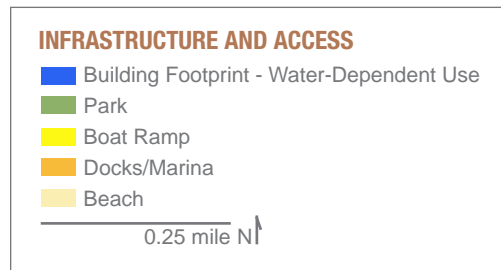 INFRASTRUCTURE AND ACCESS
Building Footprint - Water-Dependent Use
Park
Boat Ramp
Docks/Marina
Beach
0.25 mile N